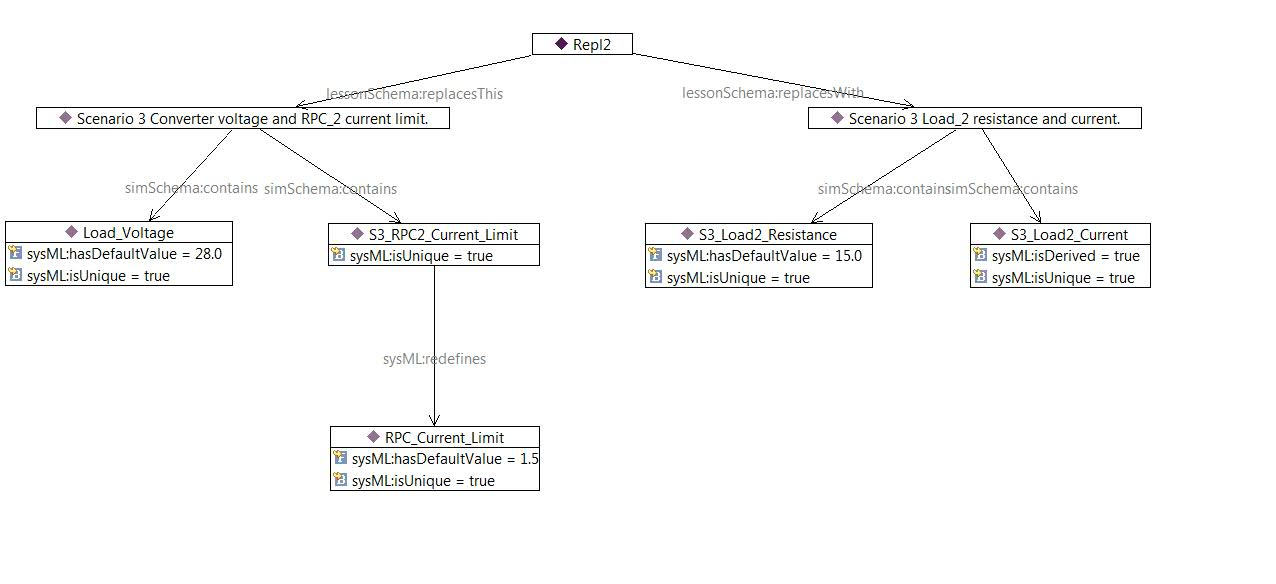 Repl2
lessonSchema:replacesThis
lessonSchema:replacesWith
Scenario 3 Converter voltage and RPC_2 current limit.
Scenario 3 Load_2 resistance and current.
simSchema:contains
simSchema:contains
simSchema:contains
simSchema:contains
Load_Voltage
sysML:hasDefaultValue = 28.0
sysML:isUnique = true
S3_RPC2_Current_Limit
sysML:isUnique = true
S3_Load2_Resistance
sysML:hasDefaultValue = 15.0
sysML:isUnique = true
S3_Load2_Current
sysML:isDerived = true
sysML:isUnique = true
sysML:redefines
RPC_Current_Limit
sysML:hasDefaultValue = 1.5
sysML:isUnique = true